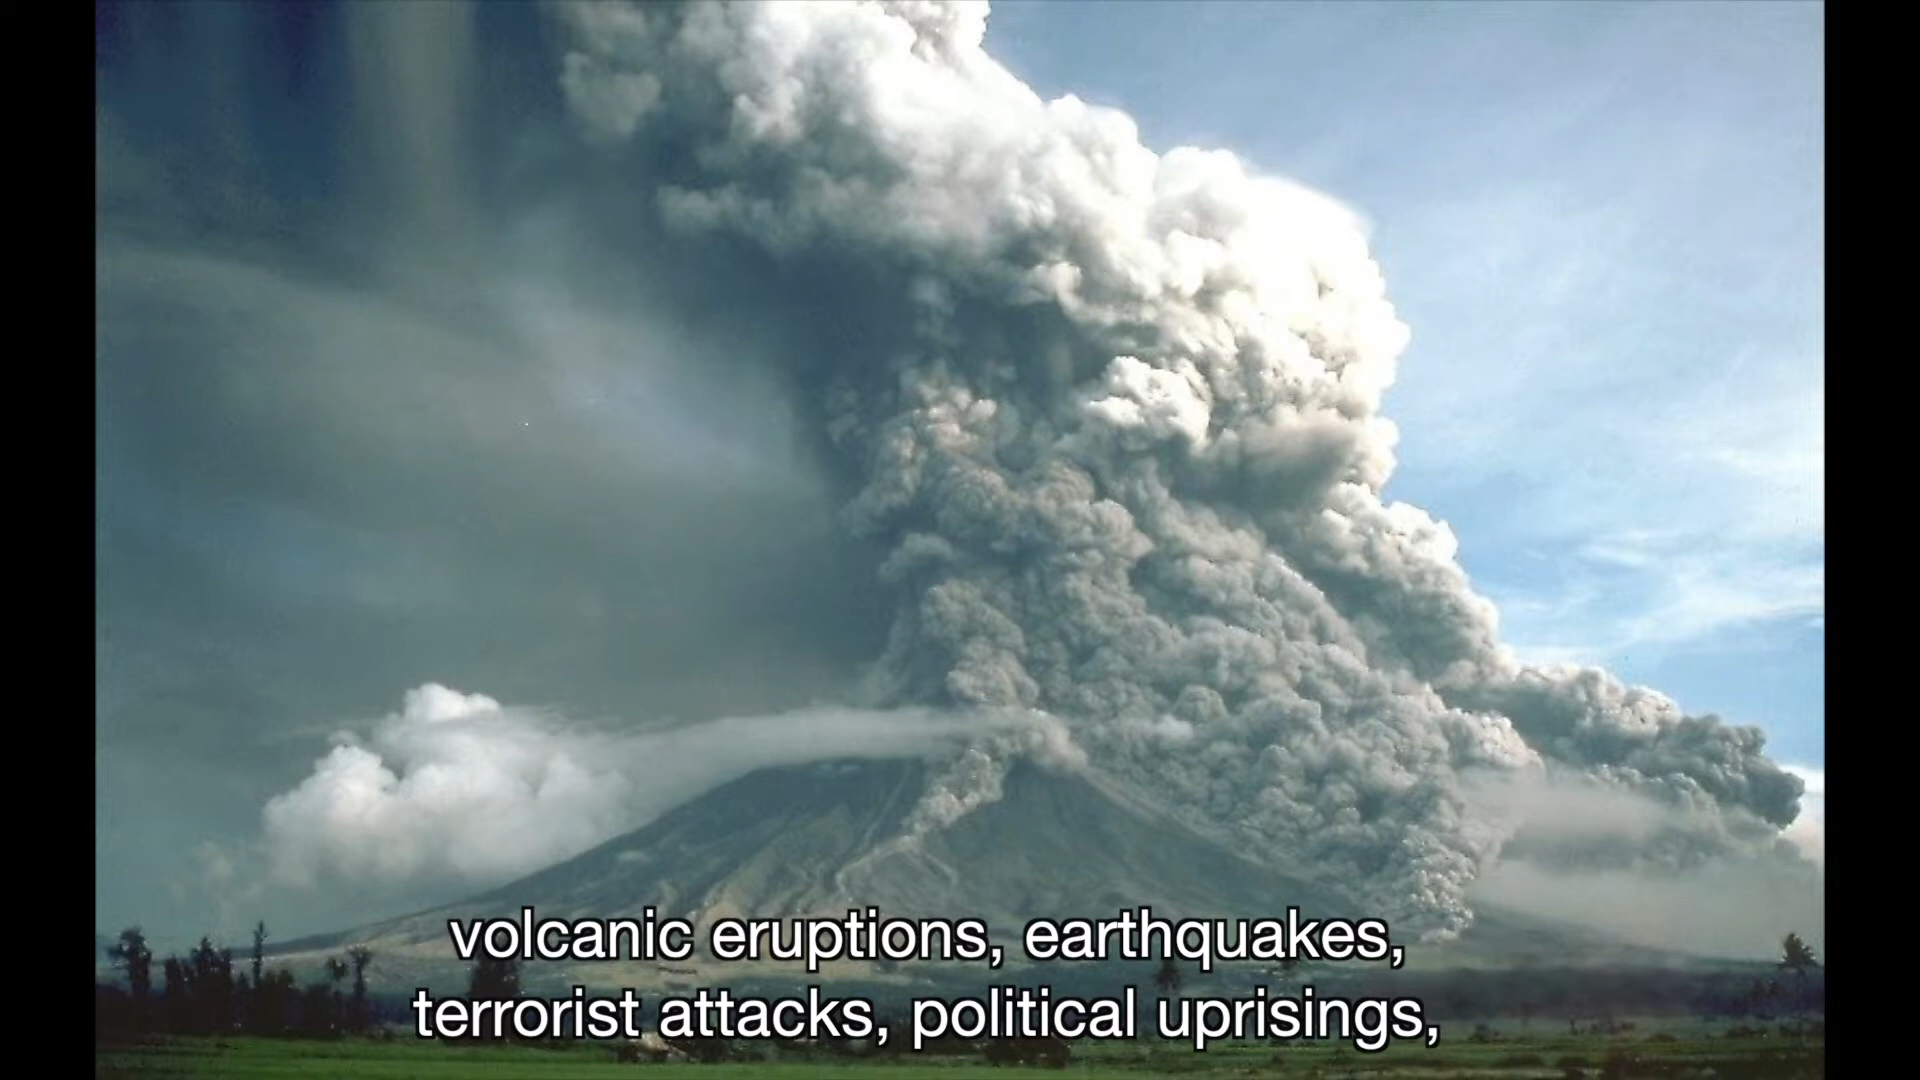 volcanic eruptions, earthquakes,
terrorist attacks, political uprisings,